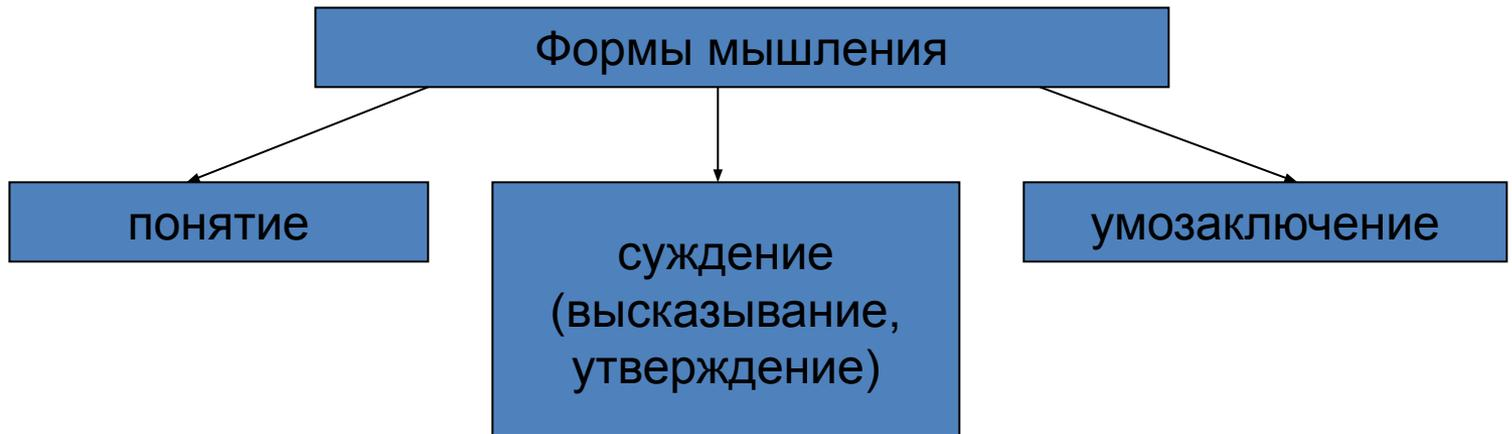 Формы мышления
понятие
суждение
(высказывание,
утверждение)
умозаключение